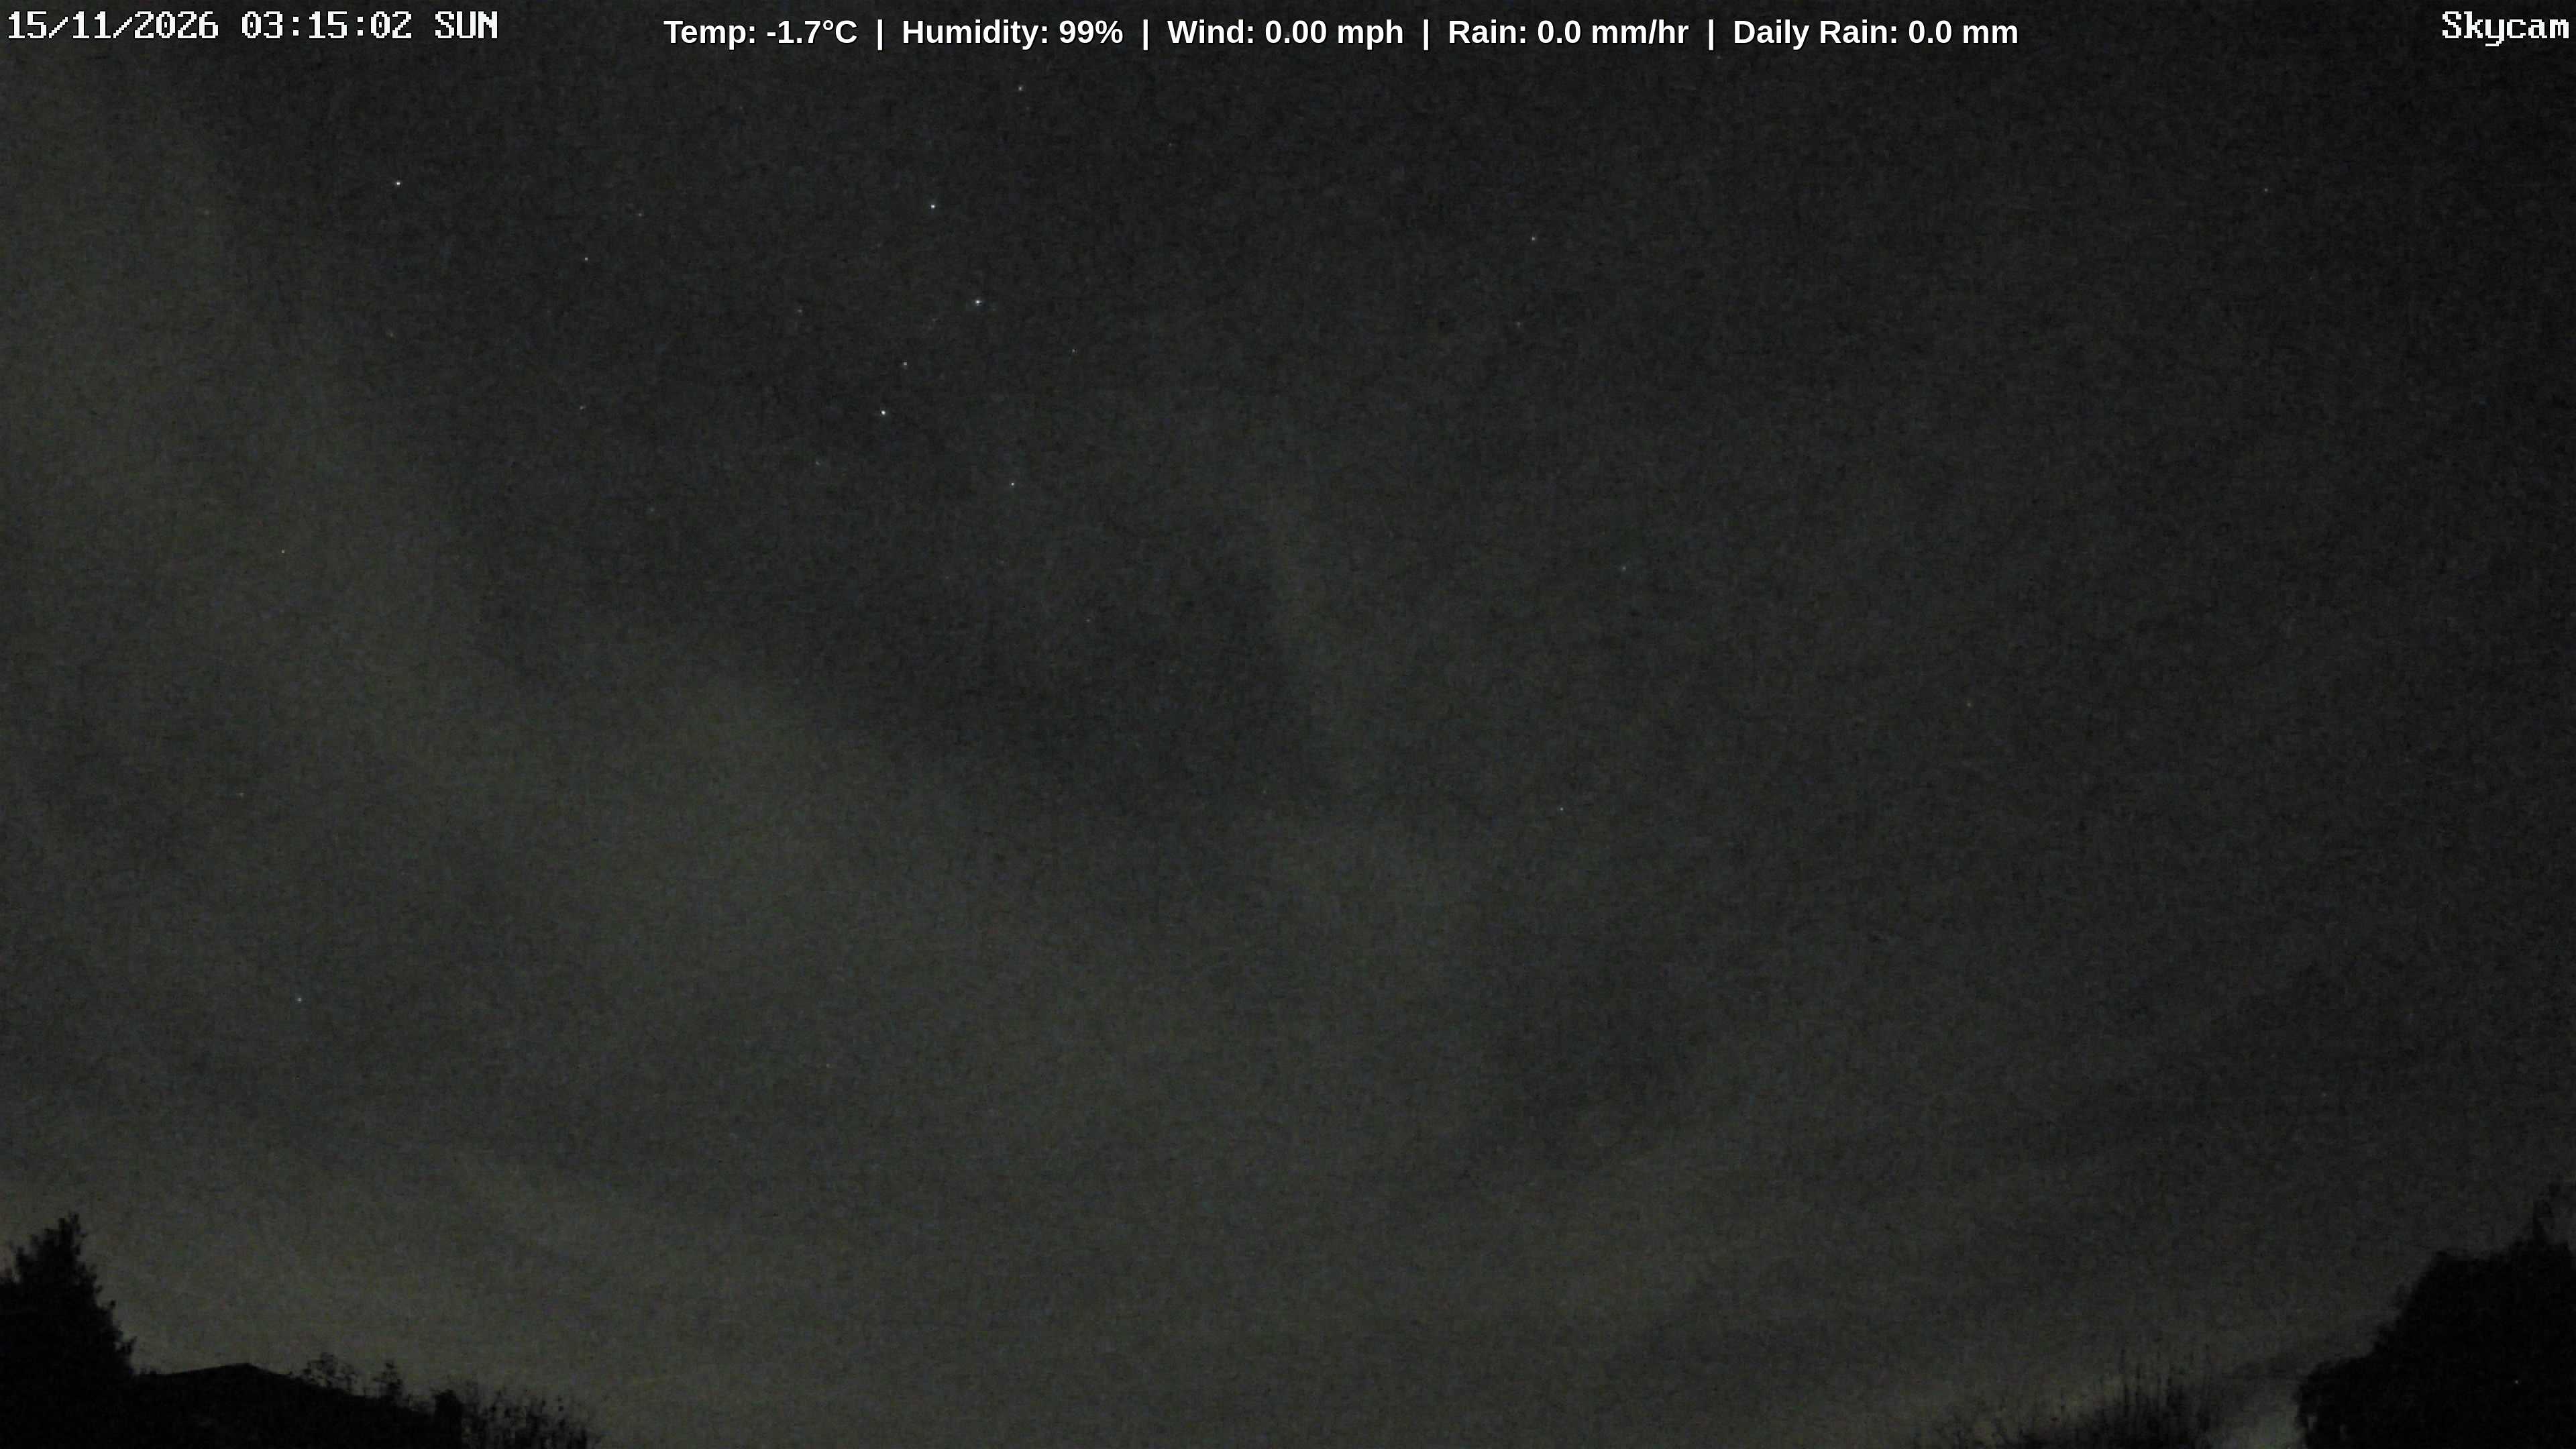 15/11/2026 03:15:02 SUN
Temp: -1.7°C | Humidity: 99% | Wind: 0.00 mph | Rain: 0.0 mm/hr | Daily Rain: 0.0 mm
Skycam